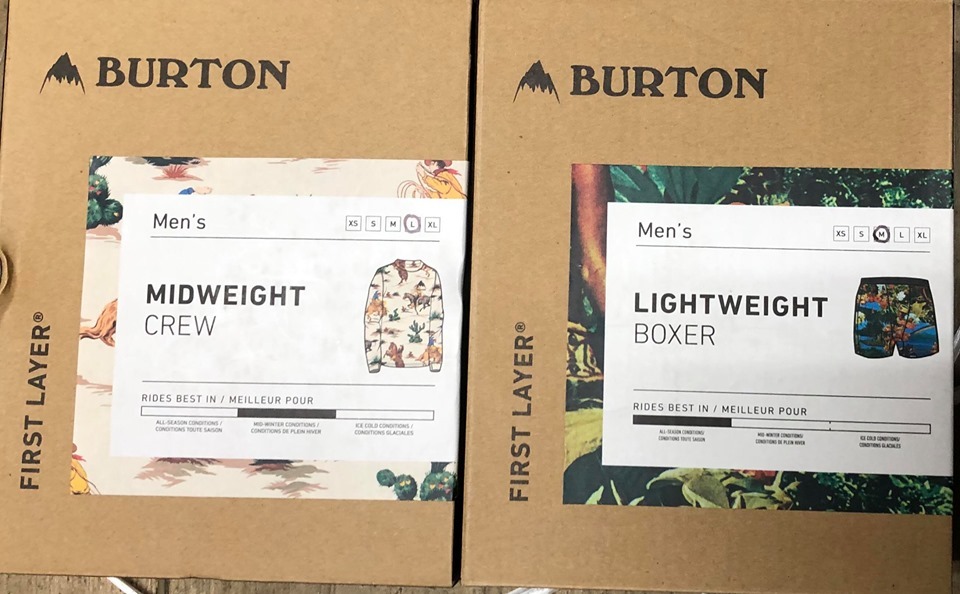 BURTON
Men's
XS S M L XL
MIDWEIGHT
CREW
RIDES BEST IN / MEILLEUR POUR
ALL-SEASON CONDITIONS / MID-WINTER CONDITIONS / ICE COLD CONDITIONS /
CONDITIONS TOUTE SAISON CONDITIONS DE PLEIN HIVER CONDITIONS GLACIALES
FIRST LAYER®
BURTON
Men's
XS S M L XL
LIGHTWEIGHT
BOXER
RIDES BEST IN / MEILLEUR POUR
ALL-SEASON CONDITIONS/ MID-WINTER CONDITIONS/ ICE COLD CONDITIONS/
CONDITIONS TOUTE SAISON CONDITIONS DE PLEIN HIVER CONDITIONS GLACIALES
FIRST LAYER®